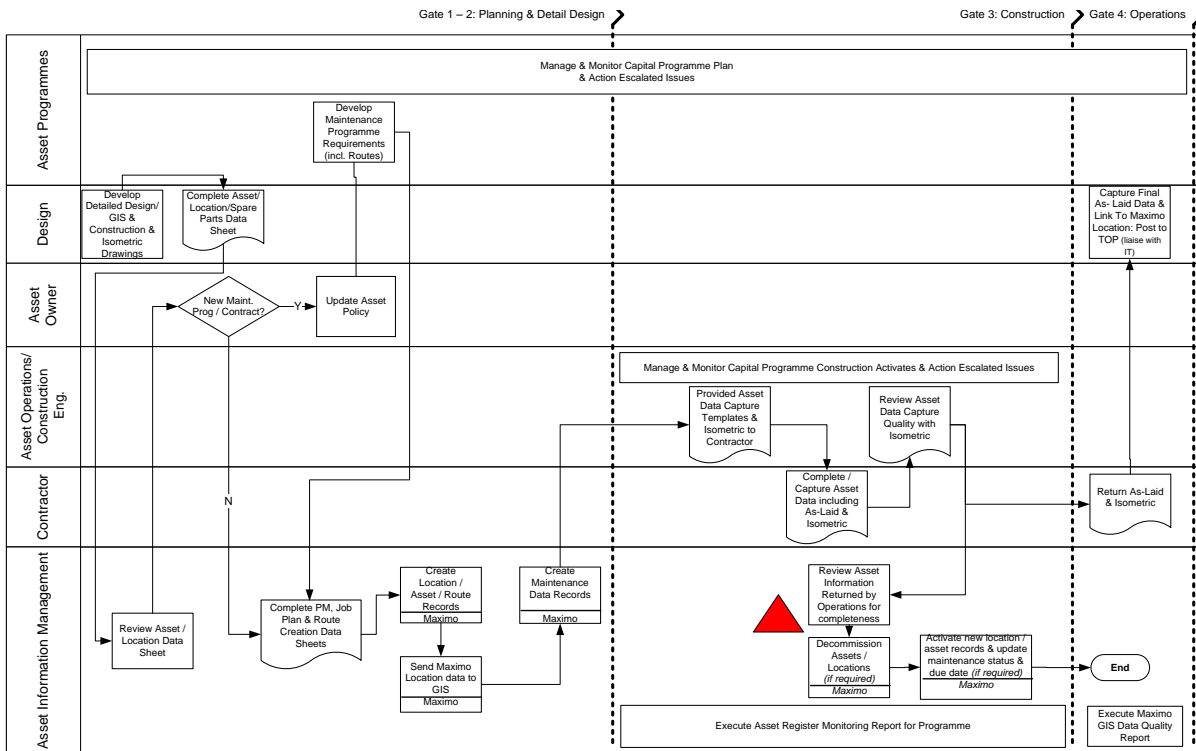 Gate 1 – 2: Planning & Detail Design
Gate 3: Construction
Gate 4: Operations
Asset Programmes
Manage & Monitor Capital Programme Plan
& Action Escalated Issues
Develop
Maintenance
Programme
Requirements
(incl. Routes)
Design
Develop
Detailed Design/
GIS &
Construction &
Isometric
Drawings
Complete Asset/
Location/Spare
Parts Data
Sheet
Capture Final
As- Laid Data &
Link To Maximo
Location: Post to
TOP (liaise with
IT)
Asset
Owner
New Maint.
Prog / Contract?
Y
Update Asset
Policy
Asset Operations/
Construction
Eng.
Manage & Monitor Capital Programme Construction Activates & Action Escalated Issues
Provided Asset
Data Capture
Templates &
Isometric to
Contractor
Review Asset
Data Capture
Quality with
Isometric
Contractor
N
Complete /
Capture Asset
Data including
As-Laid &
Isometric
Return As-Laid
& Isometric
Asset Information Management
Review Asset /
Location Data
Sheet
Complete PM, Job
Plan & Route
Creation Data
Sheets
Create
Location /
Asset / Route
Records
Maximo
Send Maximo
Location data to
GIS
Maximo
Create
Maintenance
Data Records
Maximo
Review Asset
Information
Returned by
Operations for
completeness
Decommission
Assets /
Locations
(if required)
Maximo
Activate new location /
asset records & update
maintenance status &
due date (if required)
Maximo
End
Execute Asset Register Monitoring Report for Programme
Execute Maximo
GIS Data Quality
Report